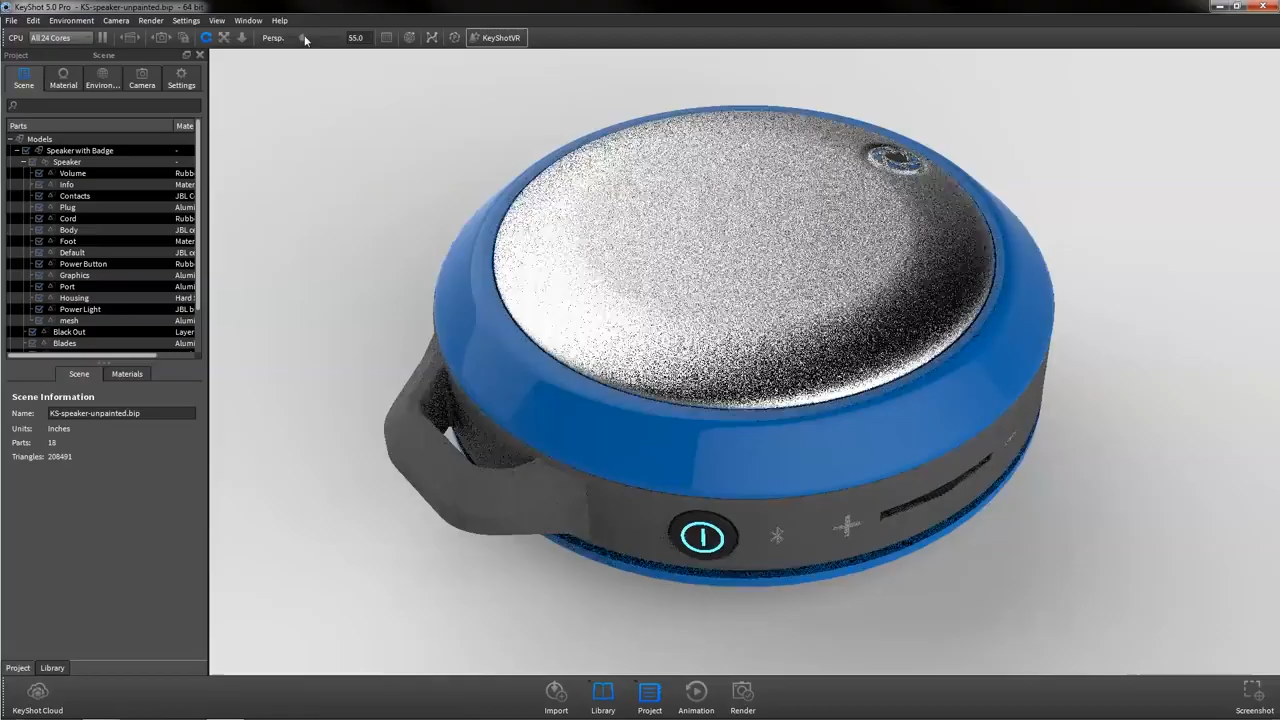 KeyShot 5.0 Pro - KS-speaker-unpainted.bip - 64 bit
File Edit Environment Camera Render Settings View Window Help
CPU All 24 Cores Persp. 55.0 KeyShotVR
Project Scene
Scene Material Environ... Camera Settings
Parts Mate
Models
Speaker with Badge -
Speaker -
Volume Rubb
Info Mater
Contacts JBL C
Plug Alumi
Cord Rubb
Body JBL ce
Foot Mater
Default JBL ce
Power Button Rubb
Graphics Alumi
Port Alumi
Housing Hard
Power Light JBL b
mesh Alumi
Black Out Layer
Blades Alumi
Scene Materials
Scene Information
Name: KS-speaker-unpainted.bip
Units: Inches
Parts: 18
Triangles: 208491
Project Library
KeyShot Cloud Import Library Project Animation Render Screenshot